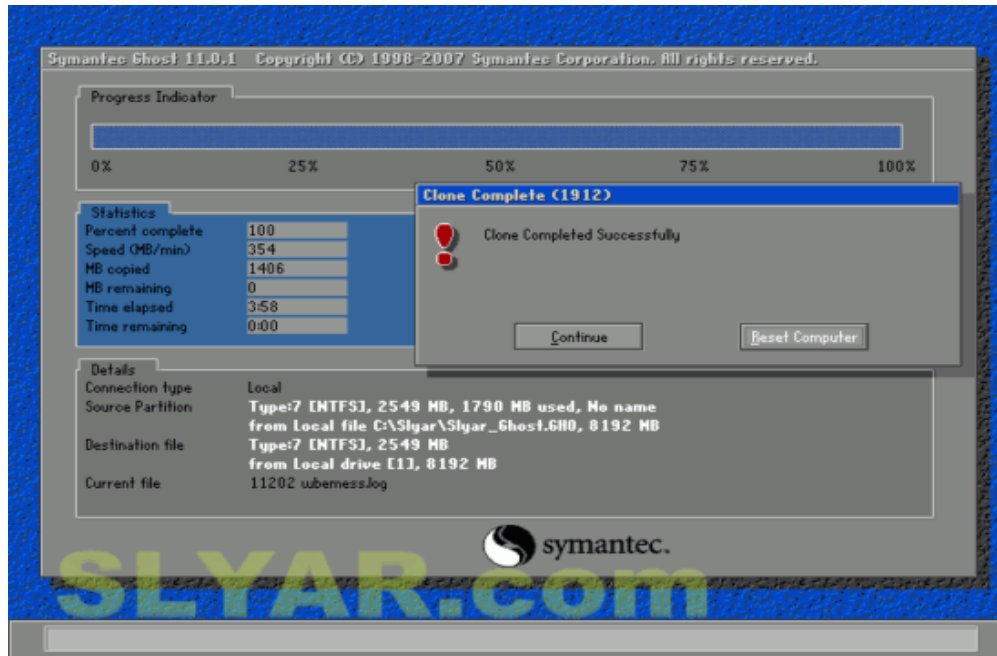 Symantec Ghost 11.0.1 Copyright (C) 1998-2007 Symantec Corporation. All rights reserved.
Progress Indicator
0% 25% 50% 75% 100%
Clone Complete (1912)
Clone Completed Successfully
Continue Reset Computer
Statistics
Percent complete 100
Speed (MB/min) 354
MB copied 1406
MB remaining 0
Time elapsed 3:58
Time remaining 0:00
Details
Connection type Local
Source Partition Type:7 [NTFS], 2549 MB, 1790 MB used, No name
from Local file C:\Slyar\Slyar_Ghost.GHO, 8192 MB
Destination file Type:7 [NTFS], 2549 MB
from Local drive [1], 8192 MB
Current file 11202 wbemess.log
symantec.
SLYAR.com